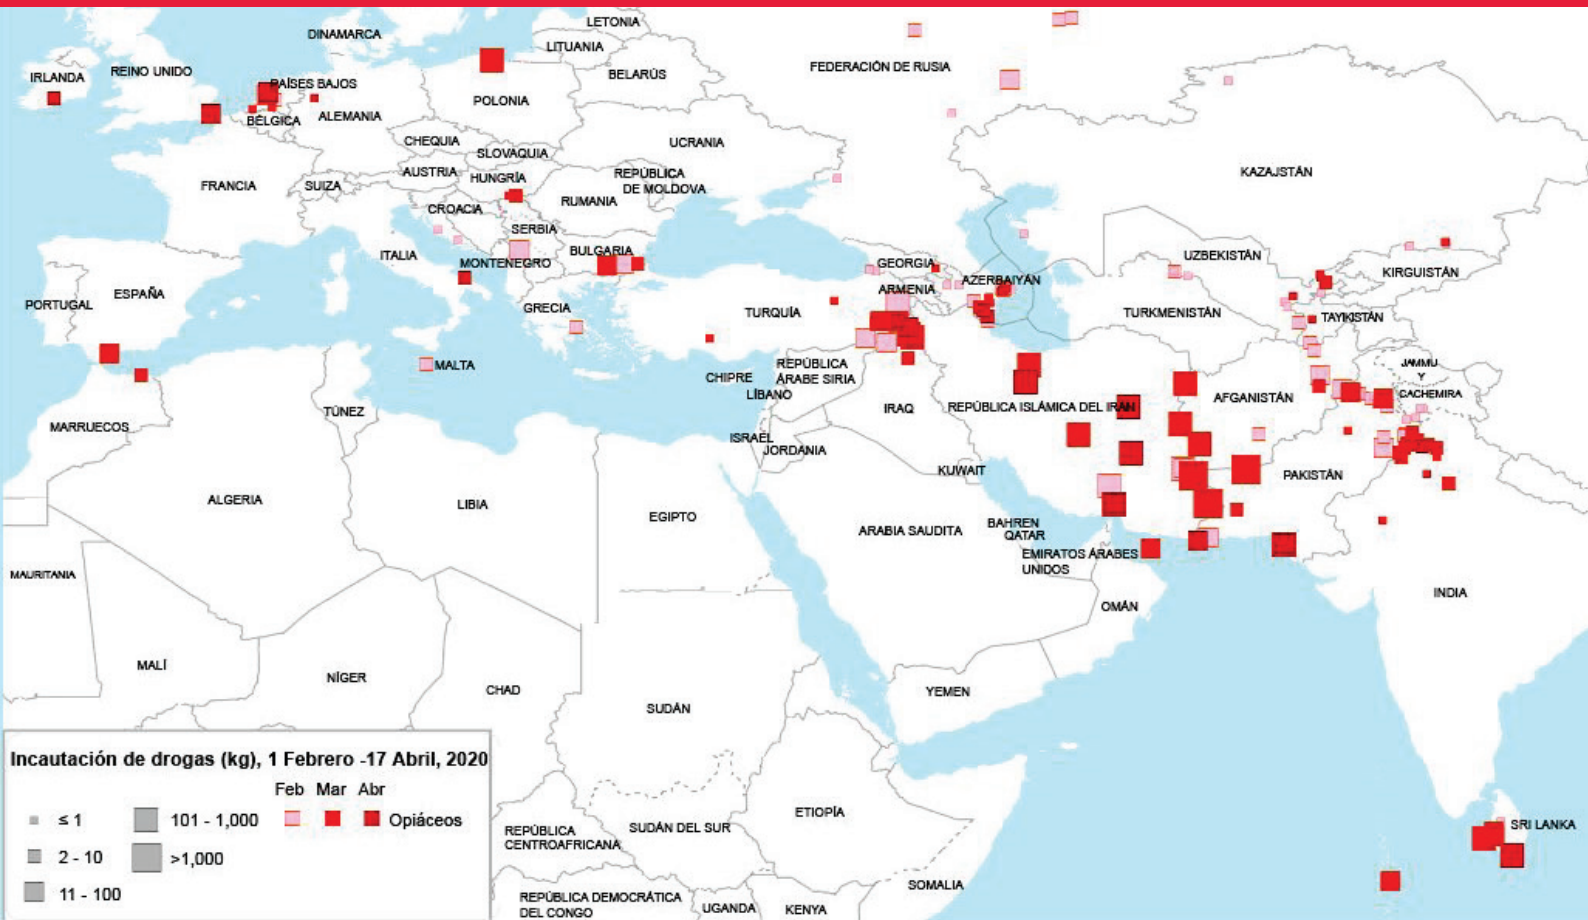 LETONIA
DINAMARCA
LITUANIA
IRLANDA
REINO UNIDO
PAÍSES BAJOS
BELARÚS
FEDERACIÓN DE RUSIA
POLONIA
BÉLGICA
ALEMANIA
CHEQUIA
SLOVAQUIA
UCRANIA
AUSTRIA
HUNGRÍA
REPÚBLICA
DE MOLDOVA
KAZAJSTÁN
FRANCIA
SUIZA
RUMANIA
CROACIA
SERBIA
BULGARIA
ITALIA
MONTENEGRO
GEORGIA
AZERBAIYÁN
UZBEKISTÁN
KIRGUISTÁN
ARMENIA
PORTUGAL
ESPAÑA
GRECIA
TURQUÍA
TURKMENISTÁN
TAYIKISTÁN
MALTA
CHIPRE
REPÚBLICA
ÁRABE SIRIA
LÍBANO
JAMMU
Y
CACHEMIRA
AFGANISTÁN
REPÚBLICA ISLÁMICA DEL IRÁN
IRAQ
TÚNEZ
MARRUECOS
ISRAEL
JORDANIA
KUWAIT
PAKISTÁN
ALGERIA
LIBIA
EGIPTO
ARABIA SAUDITA
BAHREN
QATAR
EMIRATOS ÁRABES
UNIDOS
MAURITANIA
OMÁN
INDIA
MALÍ
NÍGER
CHAD
SUDÁN
YEMEN
ETIOPÍA
SRI LANKA
REPÚBLICA
CENTROAFRICANA
SUDÁN DEL SUR
SOMALIA
REPÚBLICA DEMOCRÁTICA
DEL CONGO
UGANDA
KENYA
Incautación de drogas (kg), 1 Febrero -17 Abril, 2020
Feb Mar Abr
≤ 1
101 - 1,000
Opiáceos
2 - 10
>1,000
11 - 100